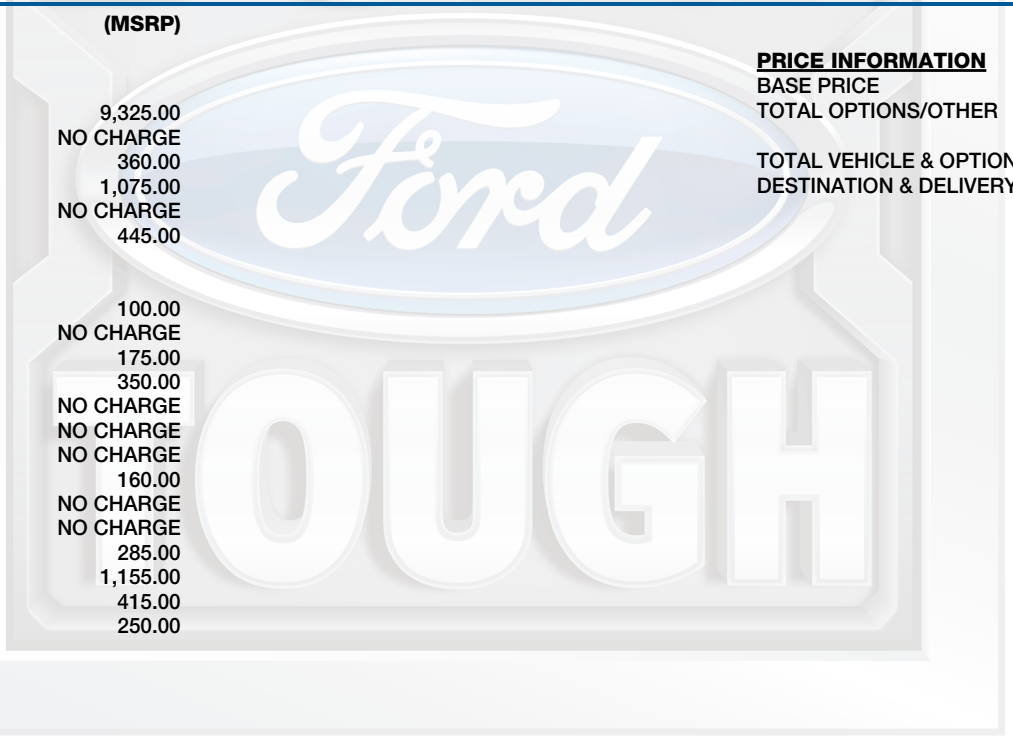 (MSRP)
9,325.00
NO CHARGE
360.00
1,075.00
NO CHARGE
445.00
100.00
NO CHARGE
175.00
350.00
NO CHARGE
NO CHARGE
NO CHARGE
160.00
NO CHARGE
NO CHARGE
285.00
1,155.00
415.00
250.00
PRICE INFORMATION
BASE PRICE
TOTAL OPTIONS/OTHER
TOTAL VEHICLE & OPTION
DESTINATION & DELIVERY
Ford
TOUGH